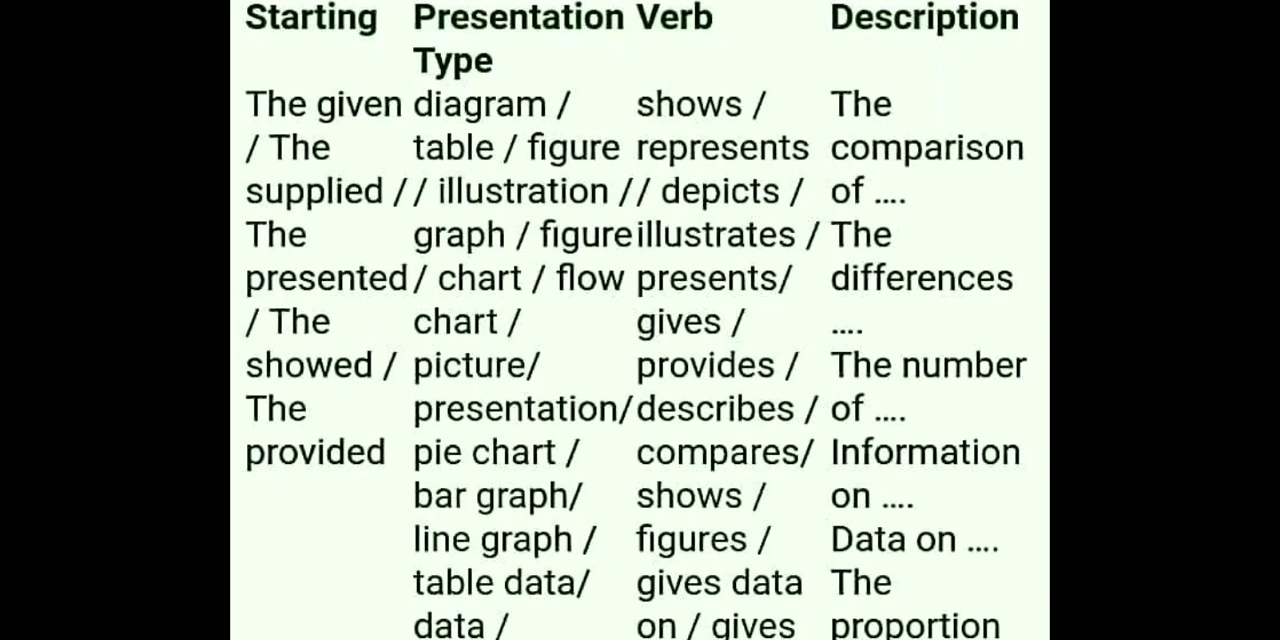 Starting Presentation Verb Description
Type
The given diagram / shows / The
/ The table / figure represents comparison
supplied / / illustration / / depicts / of ....
The graph / figure illustrates / The
presented / chart / flow presents/ differences
/ The chart / gives / ....
showed / picture/ provides / The number
The presentation/ describes / of ....
provided pie chart / compares/ Information
bar graph/ shows / on ....
line graph / figures / Data on ....
table data/ gives data The
data / on / gives proportion